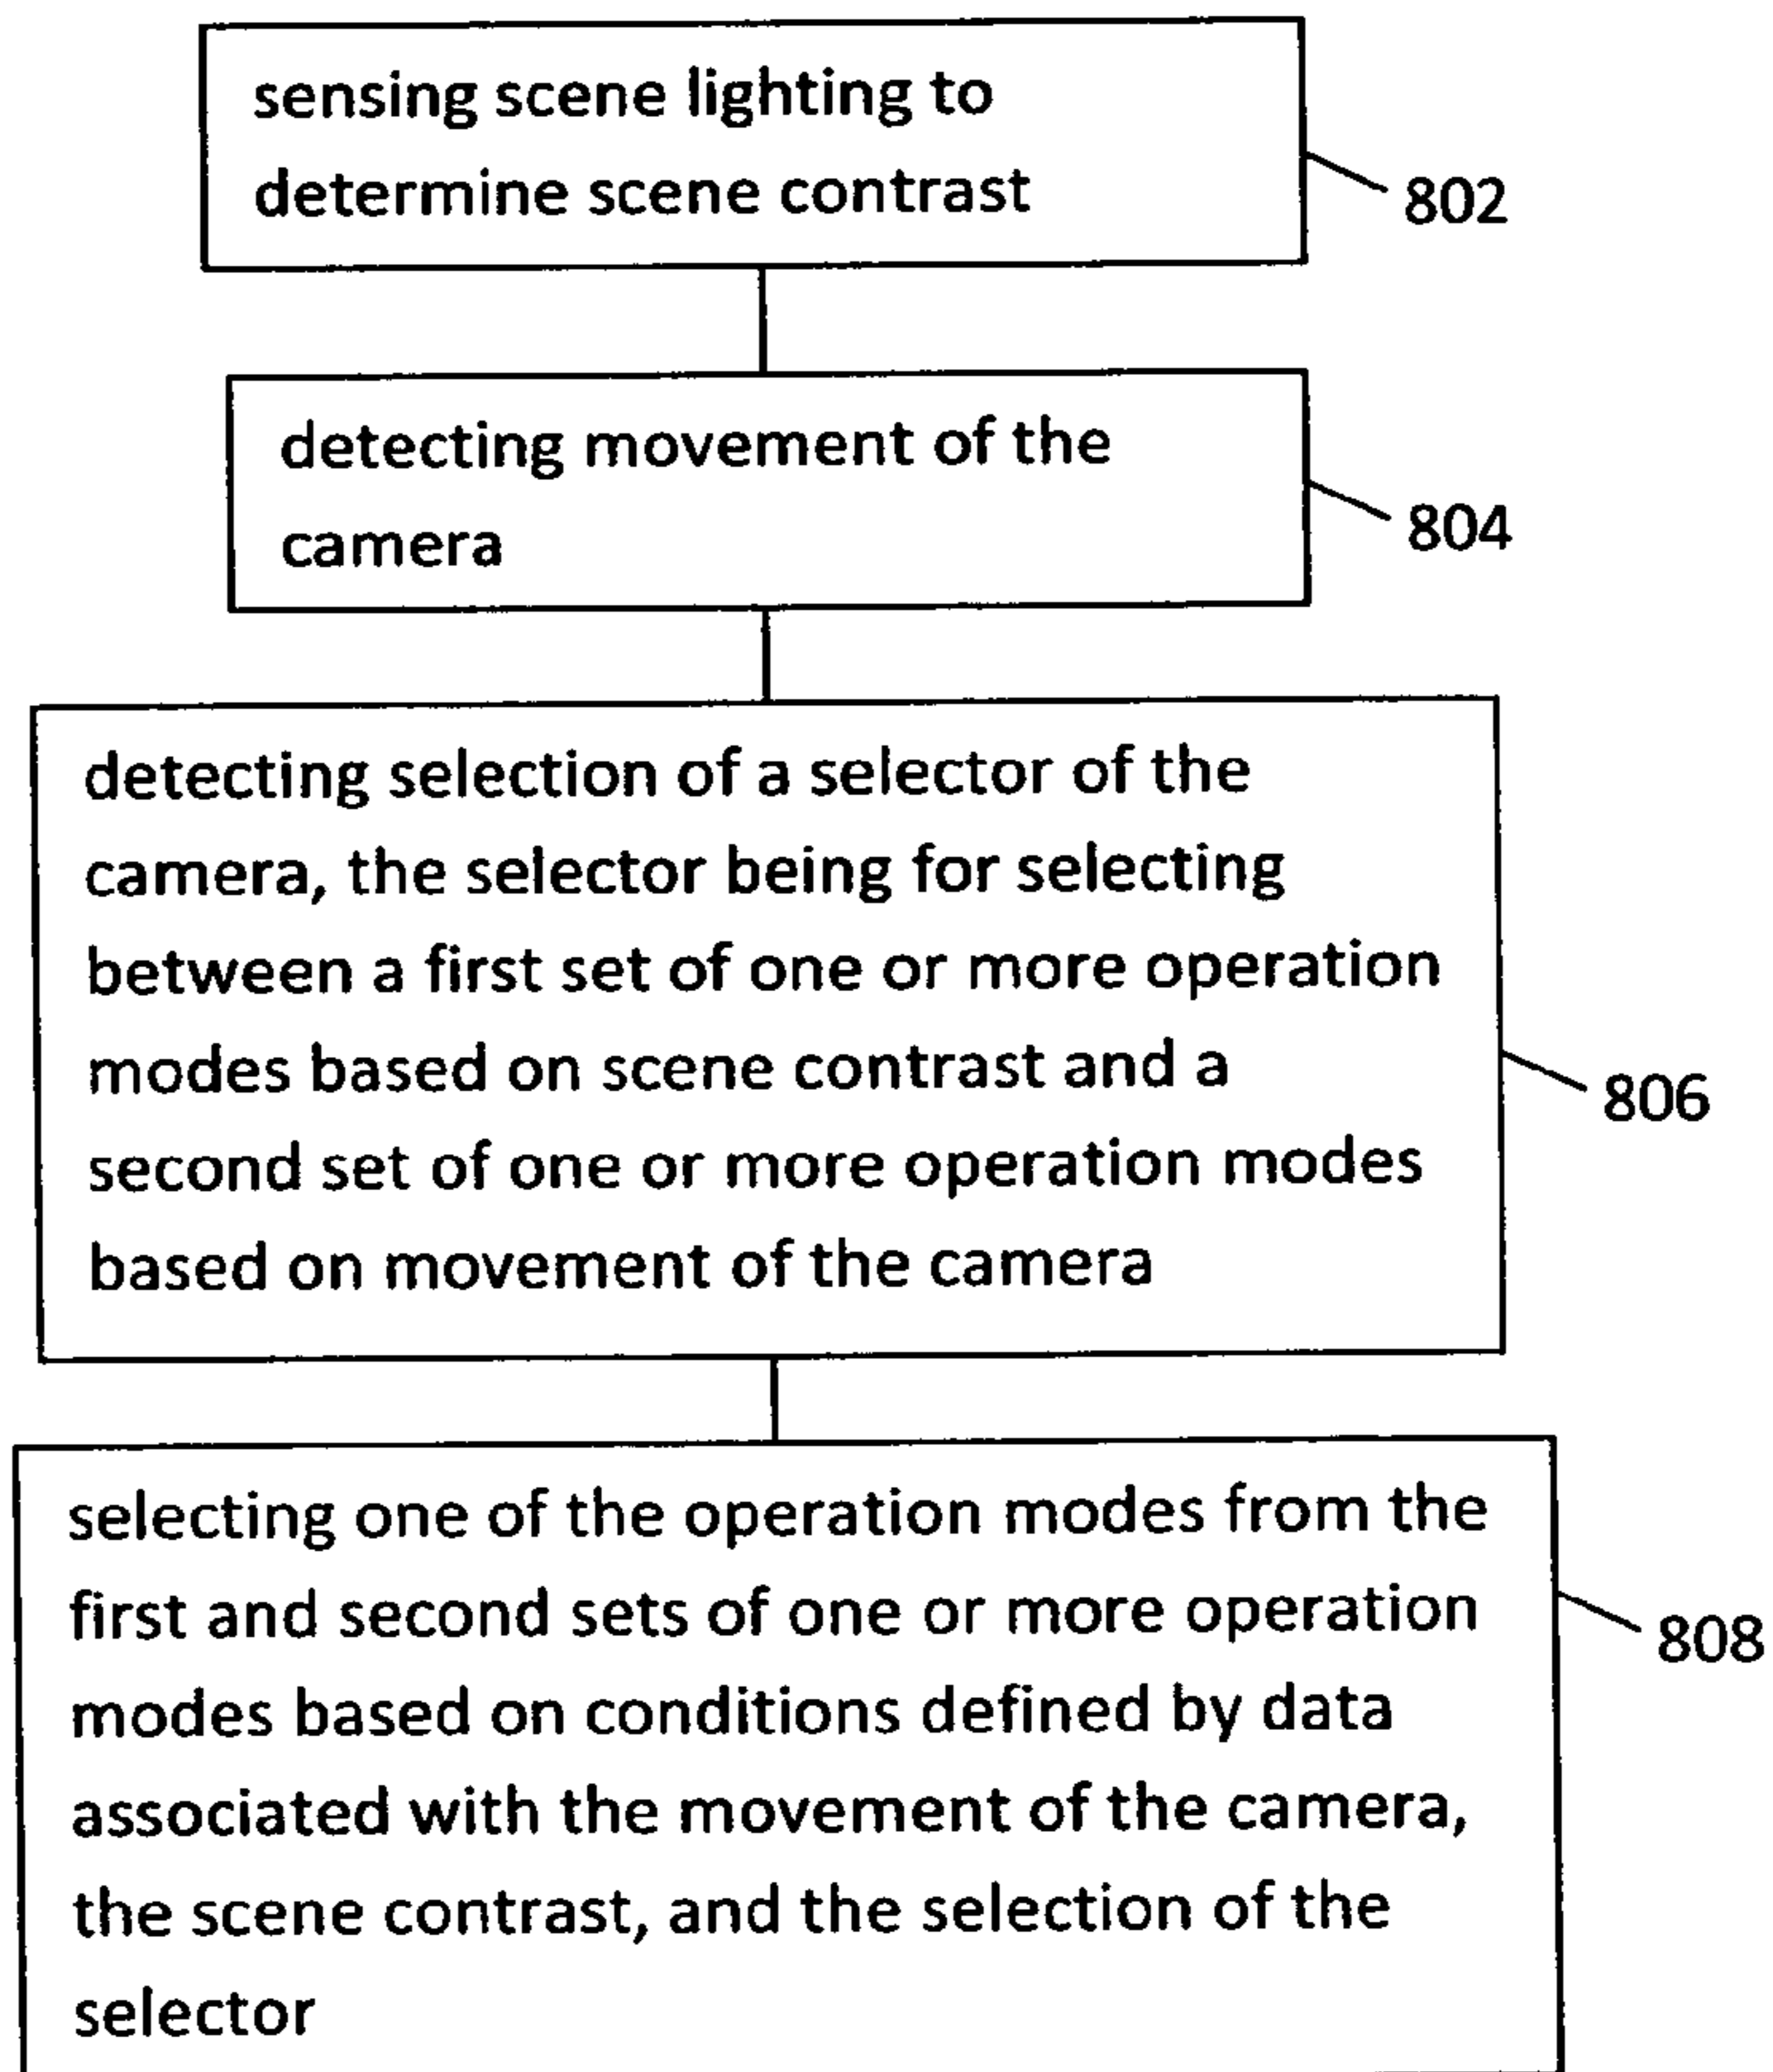 sensing scene lighting to
determine scene contrast
802
detecting movement of the
camera
804
detecting selection of a selector of the
camera, the selector being for selecting
between a first set of one or more operation
modes based on scene contrast and a
second set of one or more operation modes
based on movement of the camera
806
selecting one of the operation modes from the
first and second sets of one or more operation
modes based on conditions defined by data
associated with the movement of the camera,
the scene contrast, and the selection of the
selector
808